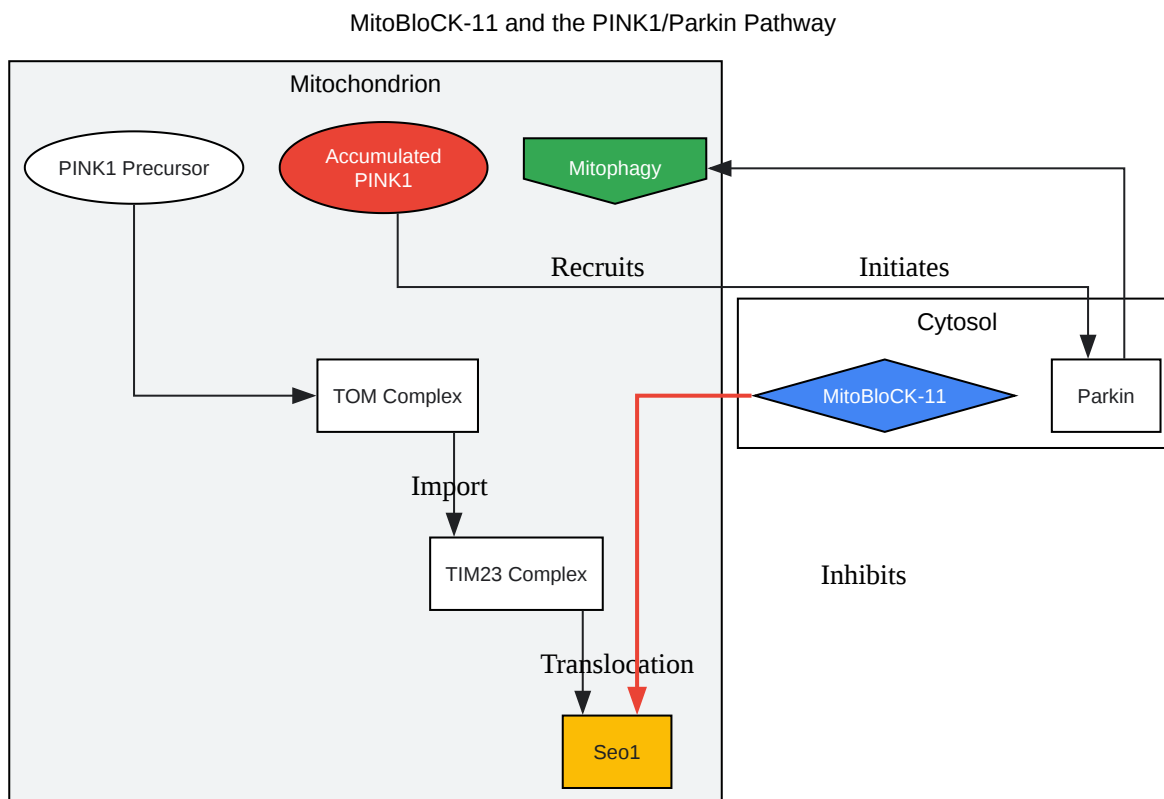 MitoBloCK-11 and the PINK1/Parkin Pathway
Mitochondrion
PINK1 Precursor
Accumulated
PINK1
Mitophagy
Recruits
Initiates
Cytosol
TOM Complex
MitoBloCK-11
Parkin
Import
TIM23 Complex
Inhibits
Translocation
Seo1